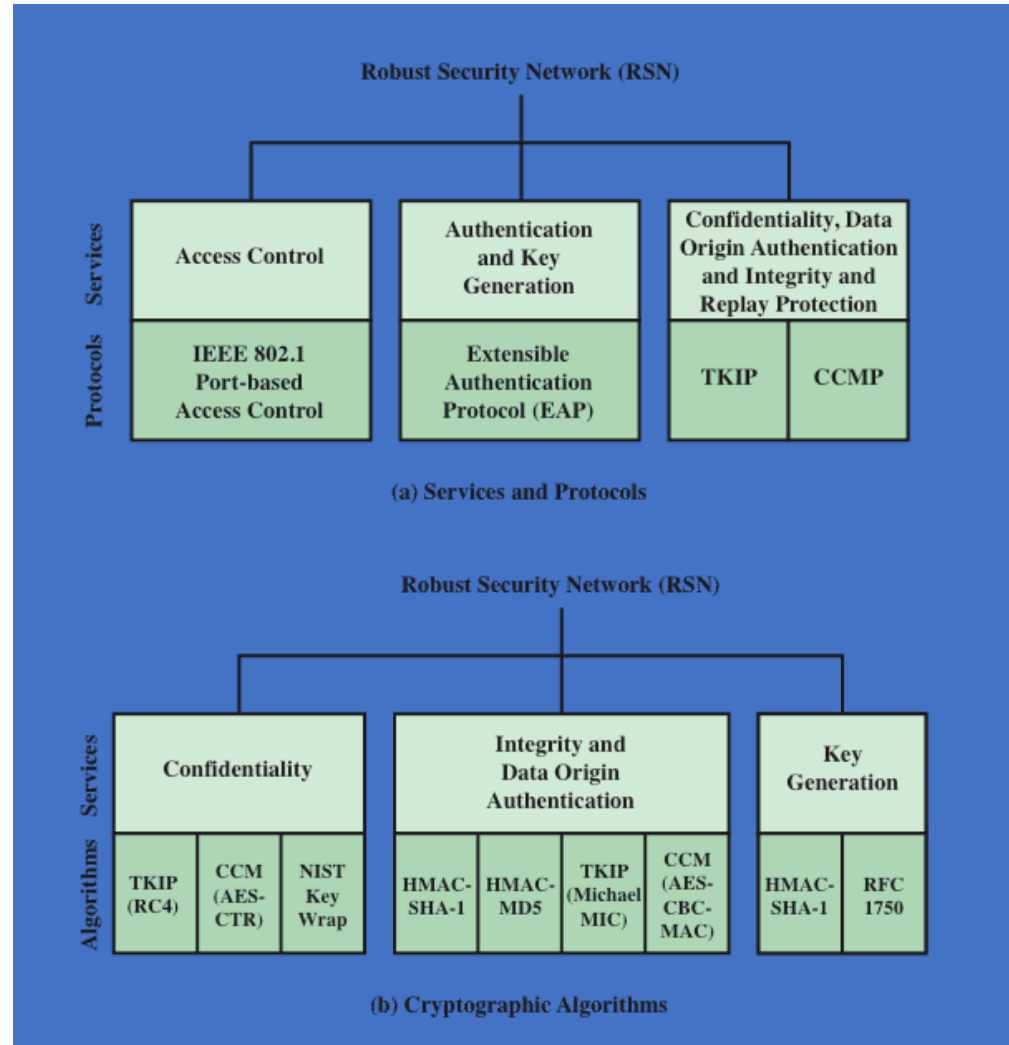 Robust Security Network (RSN)
Services
Access Control
Authentication
and Key
Generation
Confidentiality, Data
Origin Authentication
and Integrity and
Replay Protection
Protocols
IEEE 802.1
Port-based
Access Control
Extensible
Authentication
Protocol (EAP)
TKIP
CCMP
(a) Services and Protocols
Robust Security Network (RSN)
Services
Confidentiality
Integrity and
Data Origin
Authentication
Key
Generation
Algorithms
TKIP
(RC4)
CCM
(AES-
CTR)
NIST
Key
Wrap
HMAC-
SHA-1
HMAC-
MD5
TKIP
(Michael
MIC)
CCM
(AES-
CBC-
MAC)
HMAC-
SHA-1
RFC
1750
(b) Cryptographic Algorithms